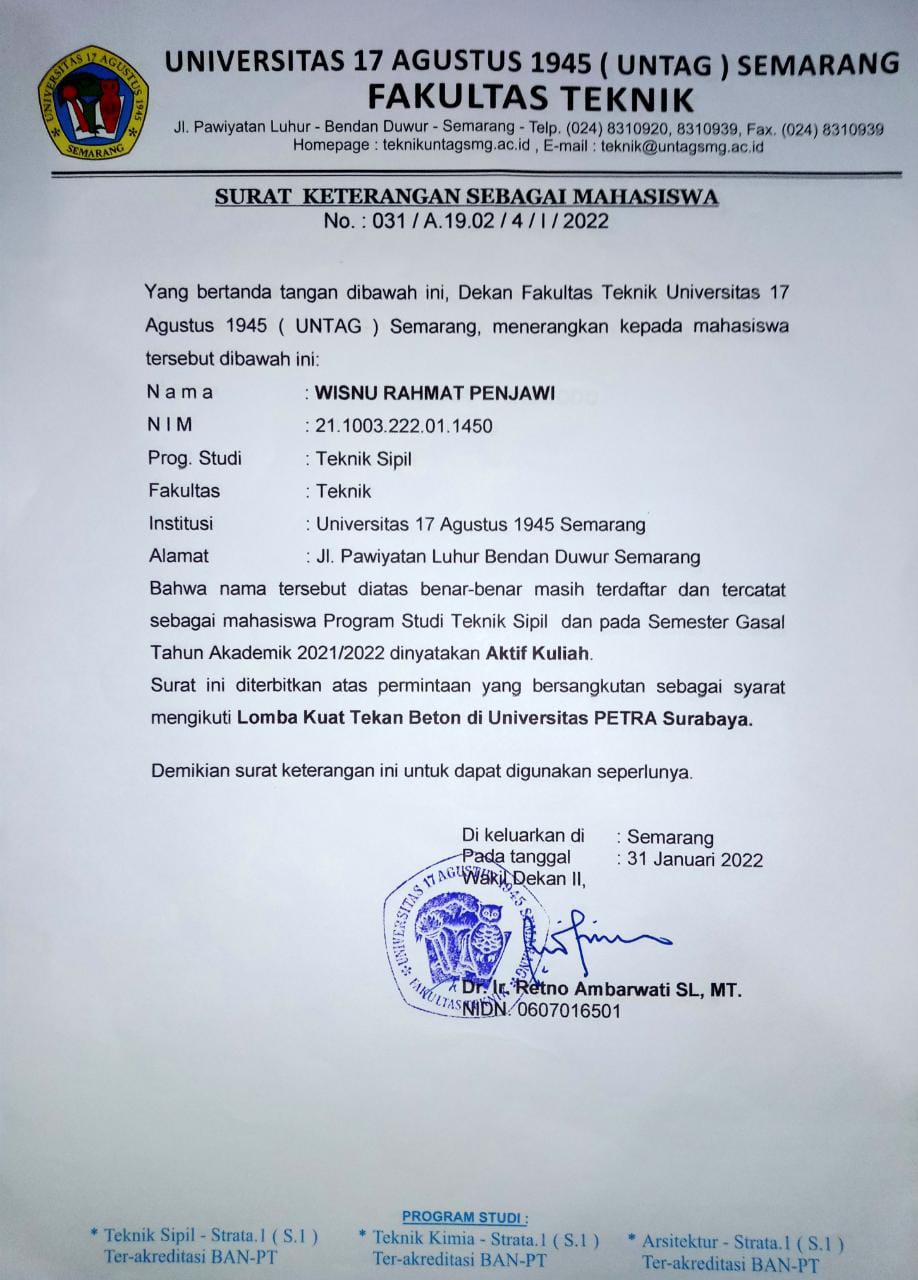 UNIVERSITAS 17 AGUSTUS 1945 ( UNTAG ) SEMARANG
FAKULTAS TEKNIK
Jl. Pawiyatan Luhur - Bendan Duwur - Semarang - Telp. (024) 8310920, 8310939, Fax. (024) 8310939
Homepage : teknikuntagsmg.ac.id , E-mail : teknik@untagsmg.ac.id
UNIVERSITAS 17 AGUSTUS 1945
SEMARANG
SURAT KETERANGAN SEBAGAI MAHASISWA
No. : 031 / A.19.02 / 4 / I / 2022
Yang bertanda tangan dibawah ini, Dekan Fakultas Teknik Universitas 17
Agustus 1945 ( UNTAG ) Semarang, menerangkan kepada mahasiswa
tersebut dibawah ini:
N a m a : WISNU RAHMAT PENJAWI
N I M : 21.1003.222.01.1450
Prog. Studi : Teknik Sipil
Fakultas : Teknik
Institusi : Universitas 17 Agustus 1945 Semarang
Alamat : Jl. Pawiyatan Luhur Bendan Duwur Semarang
Bahwa nama tersebut diatas benar-benar masih terdaftar dan tercatat
sebagai mahasiswa Program Studi Teknik Sipil dan pada Semester Gasal
Tahun Akademik 2021/2022 dinyatakan Aktif Kuliah.
Surat ini diterbitkan atas permintaan yang bersangkutan sebagai syarat
mengikuti Lomba Kuat Tekan Beton di Universitas PETRA Surabaya.
Demikian surat keterangan ini untuk dapat digunakan seperlunya.
Di keluarkan di : Semarang
Pada tanggal : 31 Januari 2022
Wakil Dekan II,
UNIVERSITAS 17 AGUSTUS 1945 SEMARANG
FAKULTAS TEKNIK
Dr. Ir. Retno Ambarwati SL, MT.
NIDN. 0607016501
PROGRAM STUDI :
* Teknik Sipil - Strata.1 ( S.1 ) * Teknik Kimia - Strata.1 ( S.1 ) * Arsitektur - Strata.1 ( S.1 )
Ter-akreditasi BAN-PT Ter-akreditasi BAN-PT Ter-akreditasi BAN-PT